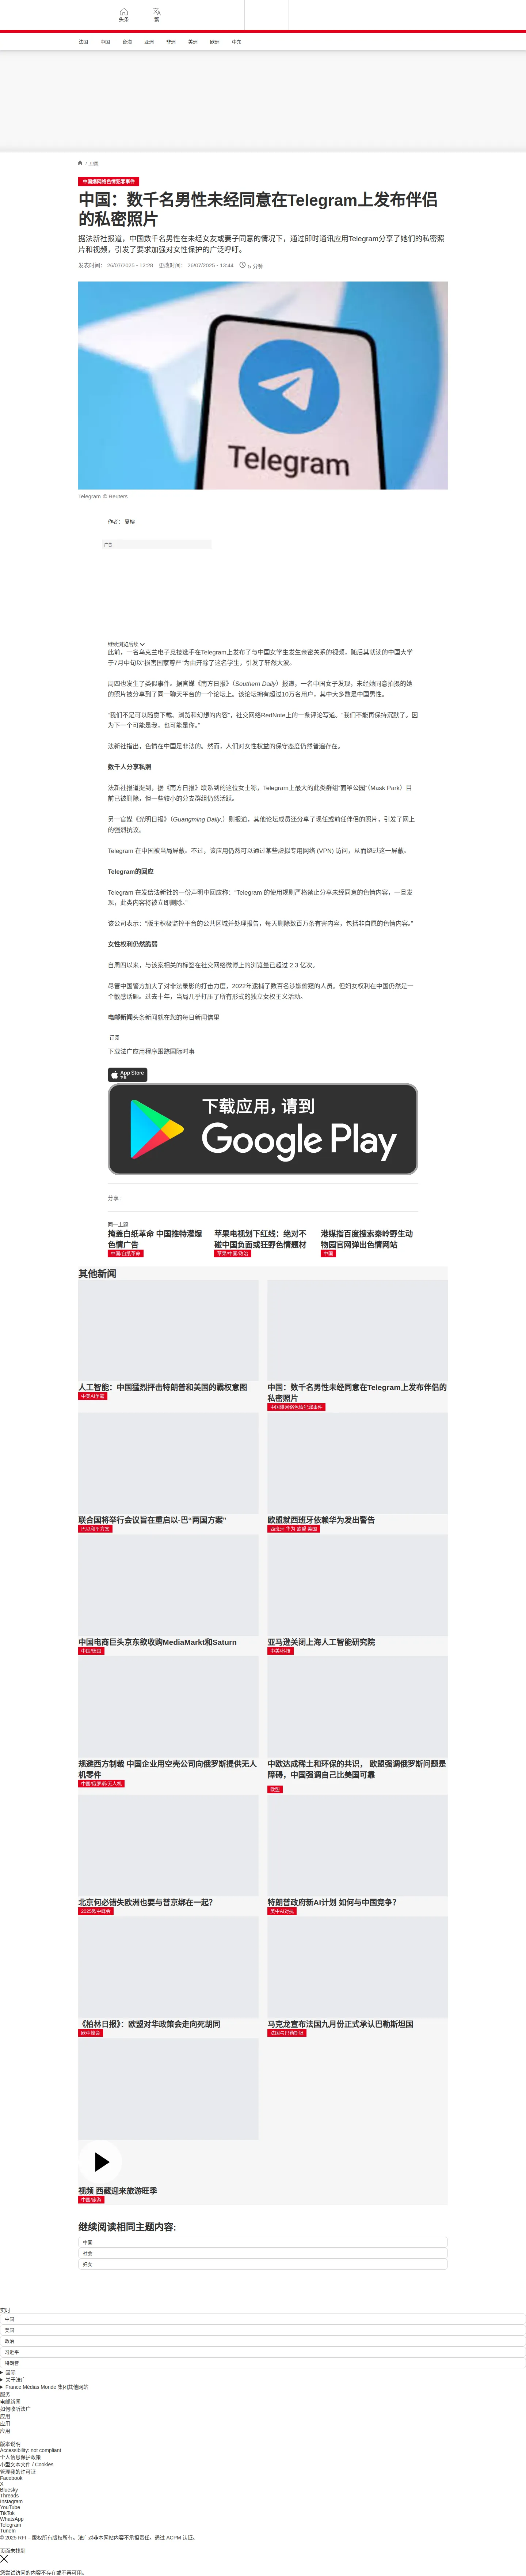 头条
繁
法国
中国
台海
亚洲
非洲
美洲
欧洲
中东
/ 中国
中国爆网络色情犯罪事件
中国：数千名男性未经同意在Telegram上发布伴侣
的私密照片
据法新社报道，中国数千名男性在未经女友或妻子同意的情况下，通过即时通讯应用Telegram分享了她们的私密照
片和视频，引发了要求加强对女性保护的广泛呼吁。
发表时间： 26/07/2025 - 12:28 更改时间： 26/07/2025 - 13:44 5 分钟
Telegram
Telegram © Reuters
作者： 夏榕
广告
继续浏览后续
此前，一名乌克兰电子竞技选手在Telegram上发布了与中国女学生发生亲密关系的视频，随后其就读的中国大学
于7月中旬以“损害国家尊严”为由开除了这名学生，引发了轩然大波。
周四也发生了类似事件。据官媒《南方日报》（Southern Daily）报道，一名中国女子发现，未经她同意拍摄的她
的照片被分享到了同一聊天平台的一个论坛上。该论坛拥有超过10万名用户，其中大多数是中国男性。
“我们不是可以随意下载、浏览和幻想的内容”，社交网络RedNote上的一条评论写道。“我们不能再保持沉默了。因
为下一个可能是我，也可能是你。”
法新社指出，色情在中国是非法的。然而，人们对女性权益的保守态度仍然普遍存在。
数千人分享私照
法新社报道提到，据《南方日报》联系到的这位女士称，Telegram上最大的此类群组“面罩公园”（Mask Park）目
前已被删除，但一些较小的分支群组仍然活跃。
另一官媒《光明日报》（Guangming Daily,）则报道，其他论坛成员还分享了现任或前任伴侣的照片，引发了网上
的强烈抗议。
Telegram 在中国被当局屏蔽。不过，该应用仍然可以通过某些虚拟专用网络 (VPN) 访问，从而绕过这一屏蔽。
Telegram的回应
Telegram 在发给法新社的一份声明中回应称：“Telegram 的使用规则严格禁止分享未经同意的色情内容，一旦发
现，此类内容将被立即删除。”
该公司表示：“版主积极监控平台的公共区域并处理报告，每天删除数百万条有害内容，包括非自愿的色情内容。”
女性权利仍然脆弱
自周四以来，与该案相关的标签在社交网络微博上的浏览量已超过 2.3 亿次。
尽管中国警方加大了对非法录影的打击力度，2022年逮捕了数百名涉嫌偷窥的人员。但妇女权利在中国仍然是一
个敏感话题。过去十年，当局几乎打压了所有形式的独立女权主义活动。
电邮新闻头条新闻就在您的每日新闻信里
订阅
下载法广应用程序跟踪国际时事
App Store
下载
下载应用，请到
Google Play
分享 :
同一主题
掩盖白纸革命 中国推特灌爆
色情广告
中国/白纸革命
苹果电视划下红线：绝对不
碰中国负面或狂野色情题材
苹果/中国/政治
港媒指百度搜索秦岭野生动
物园官网弹出色情网站
中国
其他新闻
人工智能：中国猛烈抨击特朗普和美国的霸权意图
中美AI争霸
中国：数千名男性未经同意在Telegram上发布伴侣的
私密照片
中国爆网络色情犯罪事件
联合国将举行会议旨在重启以-巴“两国方案”
巴以和平方案
欧盟就西班牙依赖华为发出警告
西班牙 华为 欧盟 美国
中国电商巨头京东欲收购MediaMarkt和Saturn
中国/德国
亚马逊关闭上海人工智能研究院
中美/科技
规避西方制裁 中国企业用空壳公司向俄罗斯提供无人
机零件
中国/俄罗斯/无人机
中欧达成稀土和环保的共识， 欧盟强调俄罗斯问题是
障碍，中国强调自己比美国可靠
欧盟
北京何必错失欧洲也要与普京绑在一起？
2025欧中峰会
特朗普政府新AI计划 如何与中国竞争？
美中AI对抗
《柏林日报》：欧盟对华政策会走向死胡同
欧中峰会
马克龙宣布法国九月份正式承认巴勒斯坦国
法国与巴勒斯坦
视频 西藏迎来旅游旺季
中国/旅游
继续阅读相同主题内容:
中国
社会
妇女
实时
中国
美国
政治
习近平
特朗普
国际
关于法广
France Médias Monde 集团其他网站
服务
电邮新闻
如何收听法广
应用
应用
应用
版本说明
Accessibility: not compliant
个人信息保护政策
小型文本文件 / Cookies
管理我的许可证
Facebook
X
Bluesky
Threads
Instagram
YouTube
TikTok
WhatsApp
Telegram
TuneIn
© 2025 RFI – 版权所有版权所有。法广对非本网站内容不承担责任。通过 ACPM 认证。
页面未找到
您尝试访问的内容不存在或不再可用。